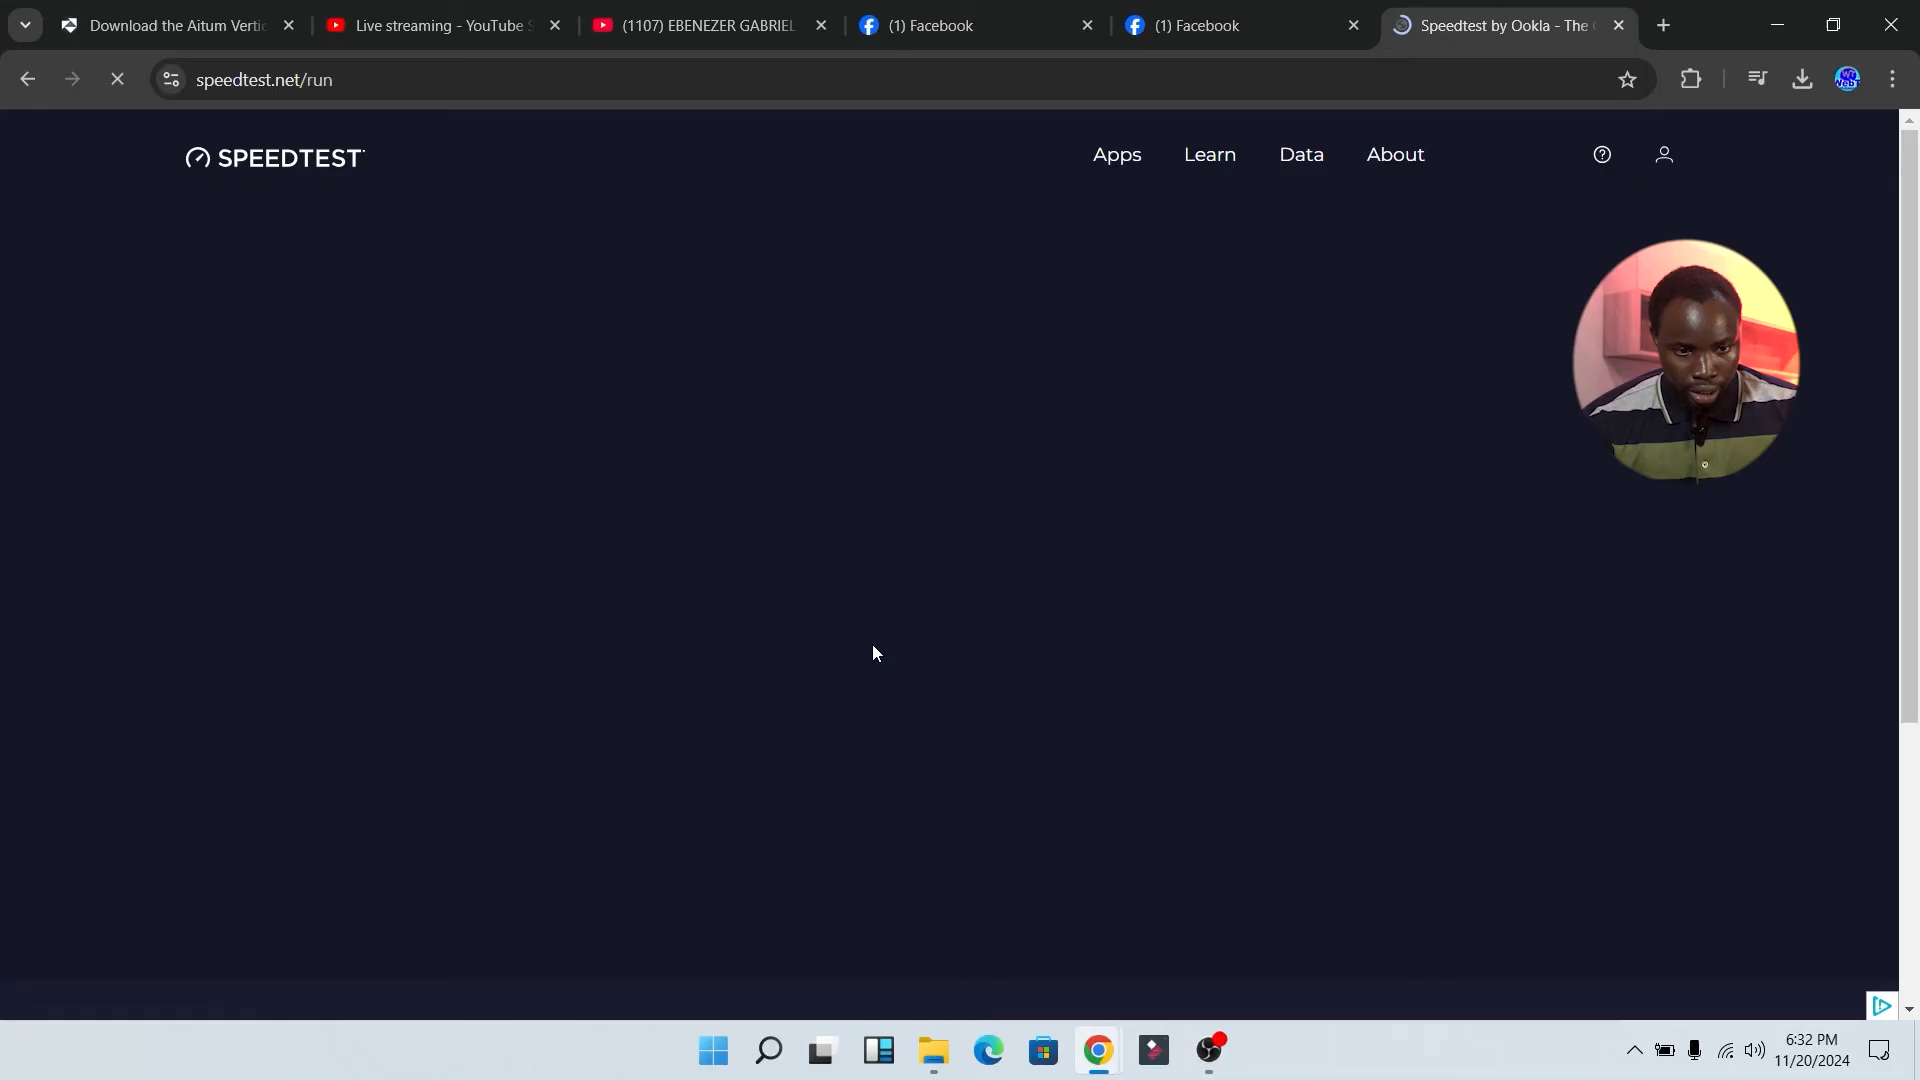 Download the Aitum Vertic
Live streaming - YouTube S
(1107) EBENEZER GABRIEL
(1) Facebook
(1) Facebook
Speedtest by Ookla - The
speedtest.net/run
SPEEDTEST
Apps
Learn
Data
About
6:32 PM
11/20/2024